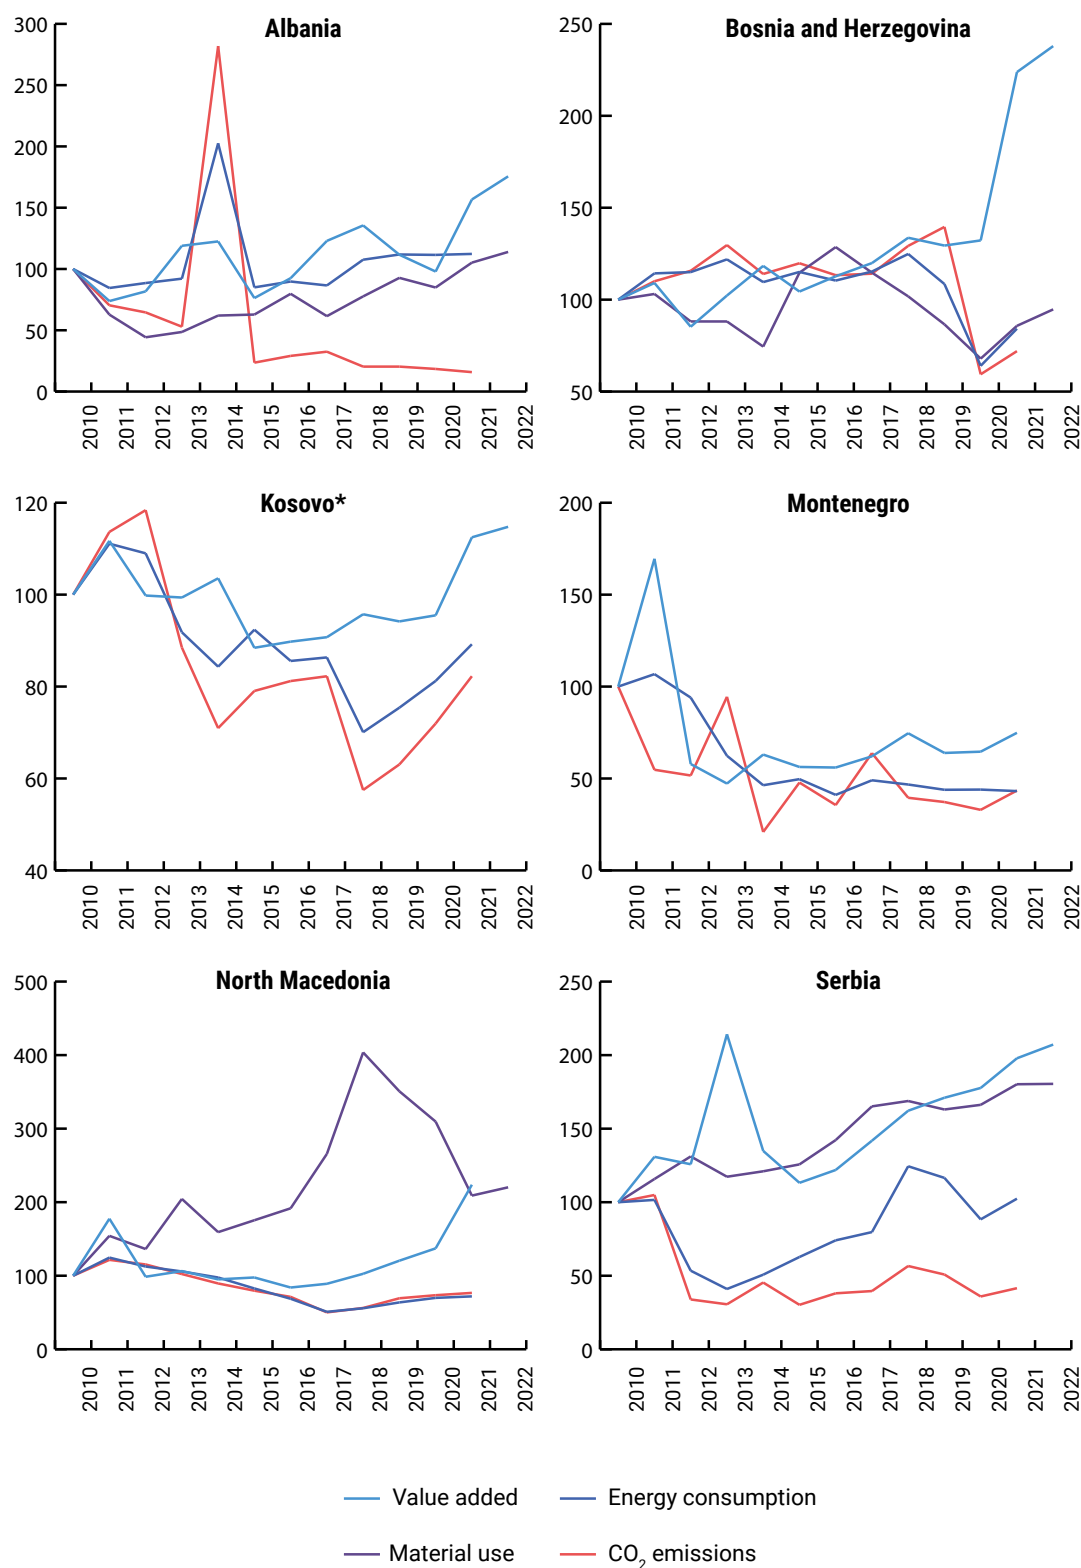 Albania
300
250
200
150
100
50
0
2010 2011 2012 2013 2014 2015 2016 2017 2018 2019 2020 2021 2022
Bosnia and Herzegovina
250
200
150
100
50
2010 2011 2012 2013 2014 2015 2016 2017 2018 2019 2020 2021 2022
Kosovo*
120
100
80
60
40
2010 2011 2012 2013 2014 2015 2016 2017 2018 2019 2020 2021 2022
Montenegro
200
150
100
50
0
2010 2011 2012 2013 2014 2015 2016 2017 2018 2019 2020 2021 2022
North Macedonia
500
400
300
200
100
0
2010 2011 2012 2013 2014 2015 2016 2017 2018 2019 2020 2021 2022
Serbia
250
200
150
100
50
0
2010 2011 2012 2013 2014 2015 2016 2017 2018 2019 2020 2021 2022
Value added
Energy consumption
Material use
CO₂ emissions